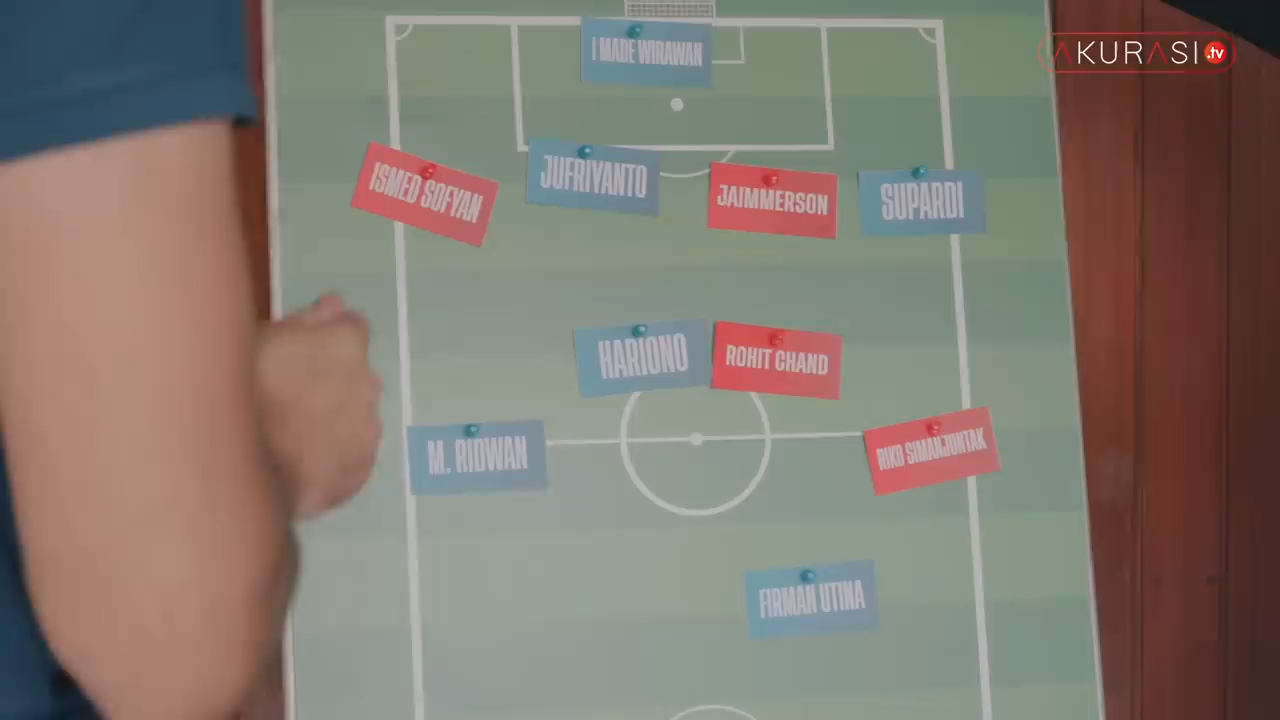 AKURASI.tv
I MADE WIRAWAN
ISMED SOFYAN
JUFRIYANTO
JAIMMERSON
SUPARDI
HARIONO
ROHIT CHAND
M. RIDWAN
RIKO SIMANJUNTAK
FIRMAN UTINA